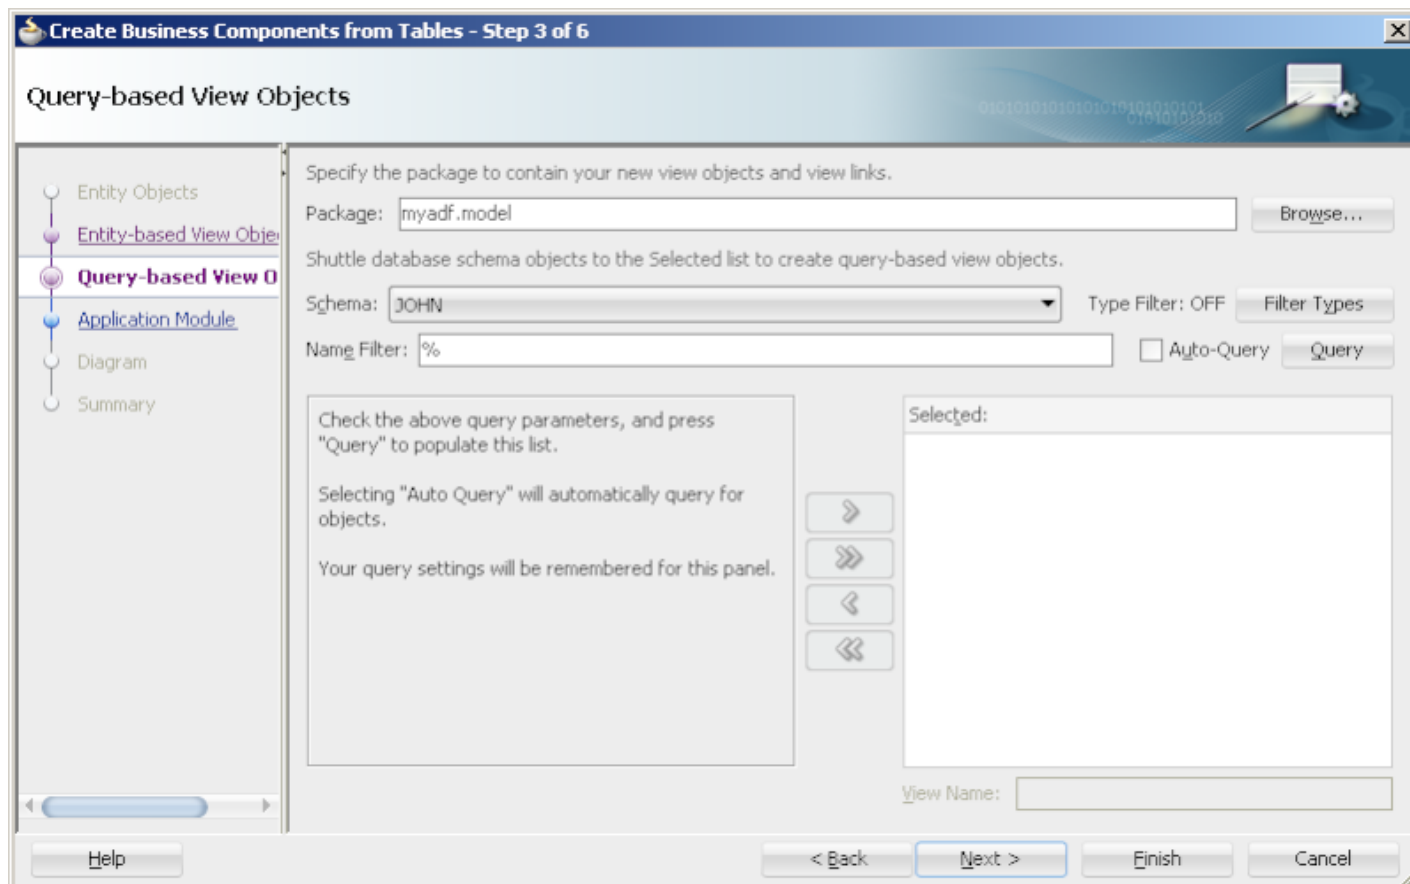 Create Business Components from Tables - Step 3 of 6
Query-based View Objects
010101010101010101010101
01010101010
Entity Objects
Entity-based View Obje
Query-based View O
Application Module
Diagram
Summary
Specify the package to contain your new view objects and view links.
Package: myadf.model Browse...
Shuttle database schema objects to the Selected list to create query-based view objects.
Schema: JOHN Type Filter: OFF Filter Types
Name Filter: % Auto-Query Query
Check the above query parameters, and press
"Query" to populate this list.
Selecting "Auto Query" will automatically query for
objects.
Your query settings will be remembered for this panel.
Selected:
View Name:
Help < Back Next > Finish Cancel